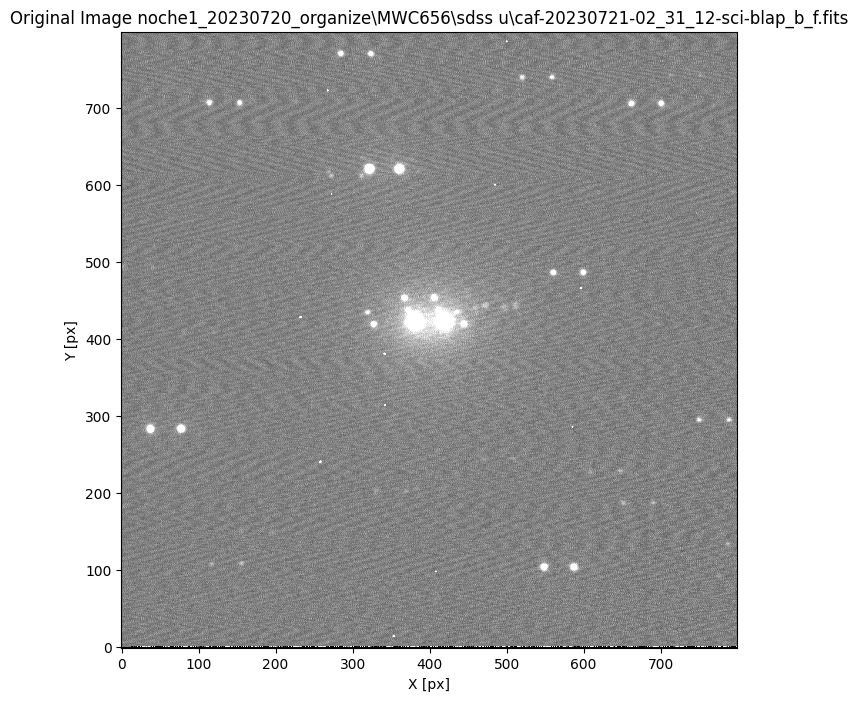 Original Image noche1_20230720_organize\MWC656\sdss u\caf-20230721-02_31_12-sci-blap_b_f.fits
Y [px]
700
600
500
400
300
200
100
0
0 100 200 300 400 500 600 700
X [px]